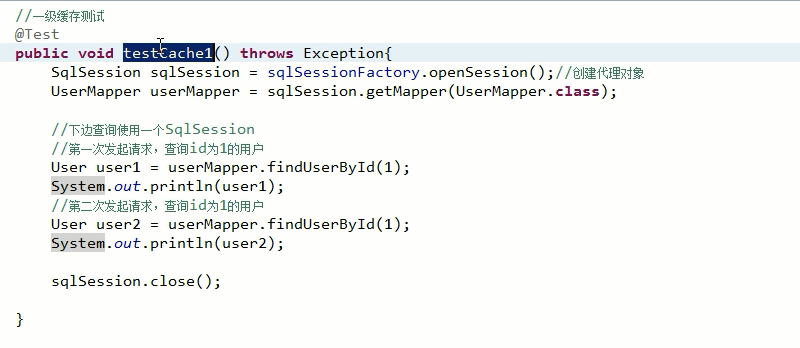 //一级缓存测试
@Test
public void testCache1() throws Exception{
SqlSession sqlSession = sqlSessionFactory.openSession();//创建代理对象
UserMapper userMapper = sqlSession.getMapper(UserMapper.class);
//下边查询使用一个SqlSession
//第一次发起请求，查询id为1的用户
User user1 = userMapper.findUserById(1);
System.out.println(user1);
//第二次发起请求，查询id为1的用户
User user2 = userMapper.findUserById(1);
System.out.println(user2);
sqlSession.close();
}